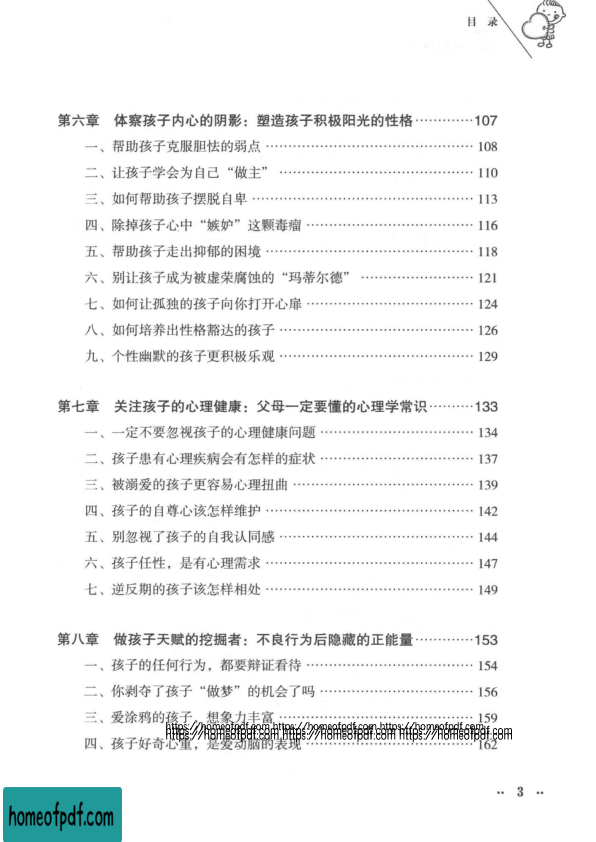 目 录
第六章 体察孩子内心的阴影：塑造孩子积极阳光的性格…………107
一、帮助孩子克服胆怯的弱点…………108
二、让孩子学会为自己“做主”…………110
三、如何帮助孩子摆脱自卑…………113
四、除掉孩子心中“嫉妒”这颗毒瘤…………116
五、帮助孩子走出抑郁的困境…………118
六、别让孩子成为被虚荣腐蚀的“玛蒂尔德”…………121
七、如何让孤独的孩子向你打开心扉…………124
八、如何培养出性格豁达的孩子…………126
九、个性幽默的孩子更积极乐观…………129
第七章 关注孩子的心理健康：父母一定要懂的心理学常识…………133
一、一定不要忽视孩子的心理健康问题…………134
二、孩子患有心理疾病会有怎样的症状…………137
三、被溺爱的孩子更容易心理扭曲…………139
四、孩子的自尊心该怎样维护…………142
五、别忽视了孩子的自我认同感…………144
六、孩子任性，是有心理需求…………147
七、逆反期的孩子该怎样相处…………149
第八章 做孩子天赋的挖掘者：不良行为后隐藏的正能量…………153
一、孩子的任何行为，都要辩证看待…………154
二、你剥夺了孩子“做梦”的机会了吗…………156
三、爱涂鸦的孩子，想象力丰富…………159
https://homeofpdf.com https://homeofpdf.com https://homeofpdf.com
https://homeofpdf.com https://homeofpdf.com https://homeofpdf.com
四、孩子好奇心重，是爱动脑的表现…………162
·· 3 ··
homeofpdf.com